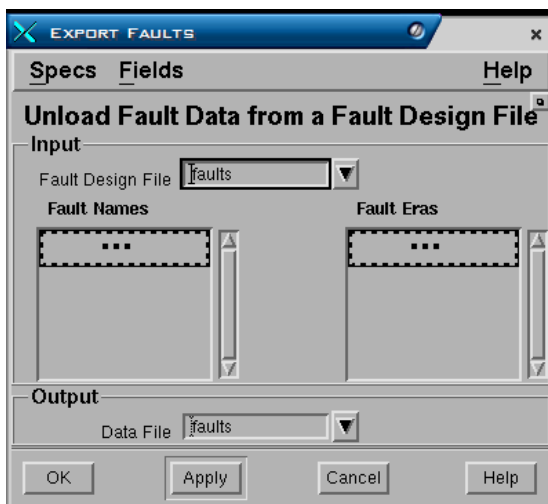 EXPORT FAULTS
Specs Fields Help
Unload Fault Data from a Fault Design File
Input
Fault Design File faults
Fault Names Fault Eras
... ...
Output
Data File faults
OK Apply Cancel Help